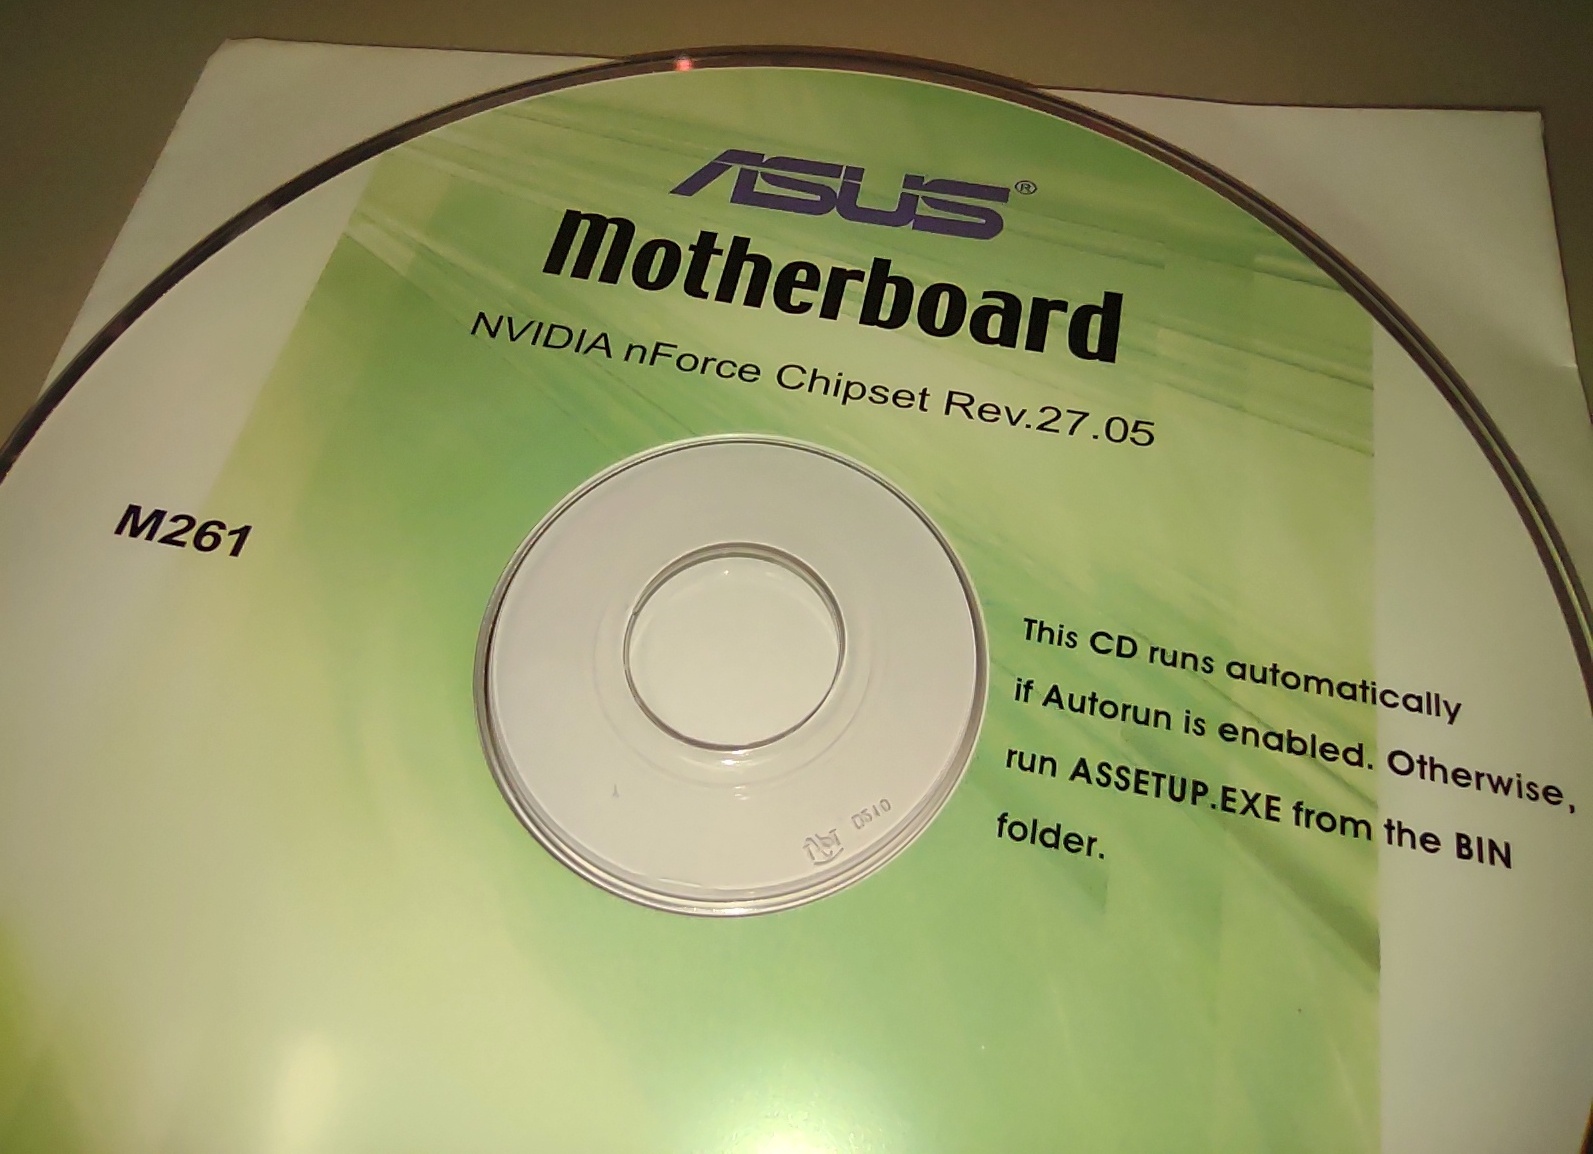 ASUS®
Motherboard
NVIDIA nForce Chipset Rev.27.05
M261
This CD runs automatically
if Autorun is enabled. Otherwise,
run ASSETUP.EXE from the BIN
folder.